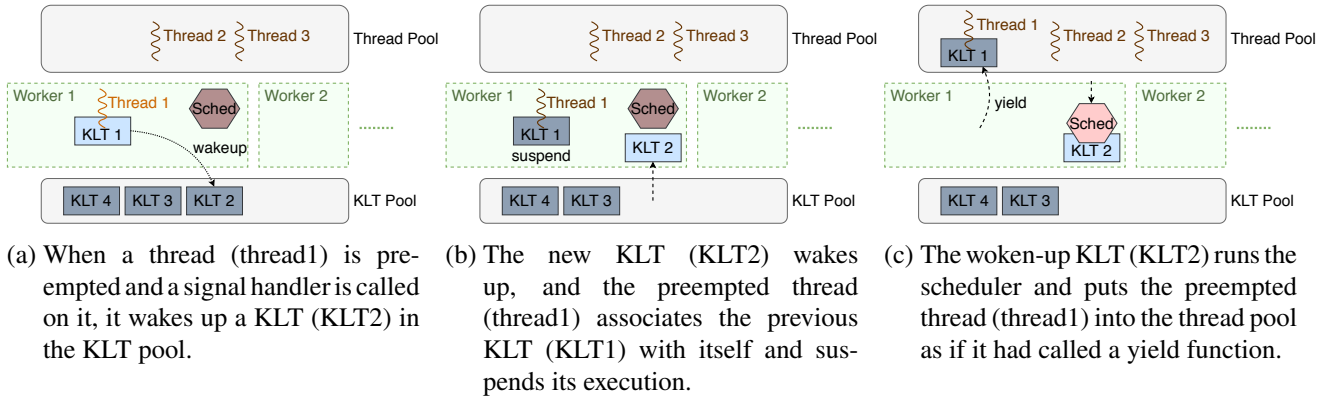 Thread 2 Thread 3 Thread Pool
Worker 1 Worker 2
Thread 1 Sched
KLT 1 wakeup ........
KLT 4 KLT 3 KLT 2 KLT Pool
(a) When a thread (thread1) is pre-
empted and a signal handler is called
on it, it wakes up a KLT (KLT2) in
the KLT pool.
Thread 2 Thread 3 Thread Pool
Worker 1 Worker 2
Thread 1 Sched
KLT 1 ........
suspend KLT 2
KLT 4 KLT 3 KLT Pool
(b) The new KLT (KLT2) wakes
up, and the preempted thread
(thread1) associates the previous
KLT (KLT1) with itself and sus-
pends its execution.
Thread 1 Thread 2 Thread 3 Thread Pool
KLT 1
Worker 1 yield Worker 2
Sched ........
KLT 2
KLT 4 KLT 3 KLT Pool
(c) The woken-up KLT (KLT2) runs the
scheduler and puts the preempted
thread (thread1) into the thread pool
as if it had called a yield function.